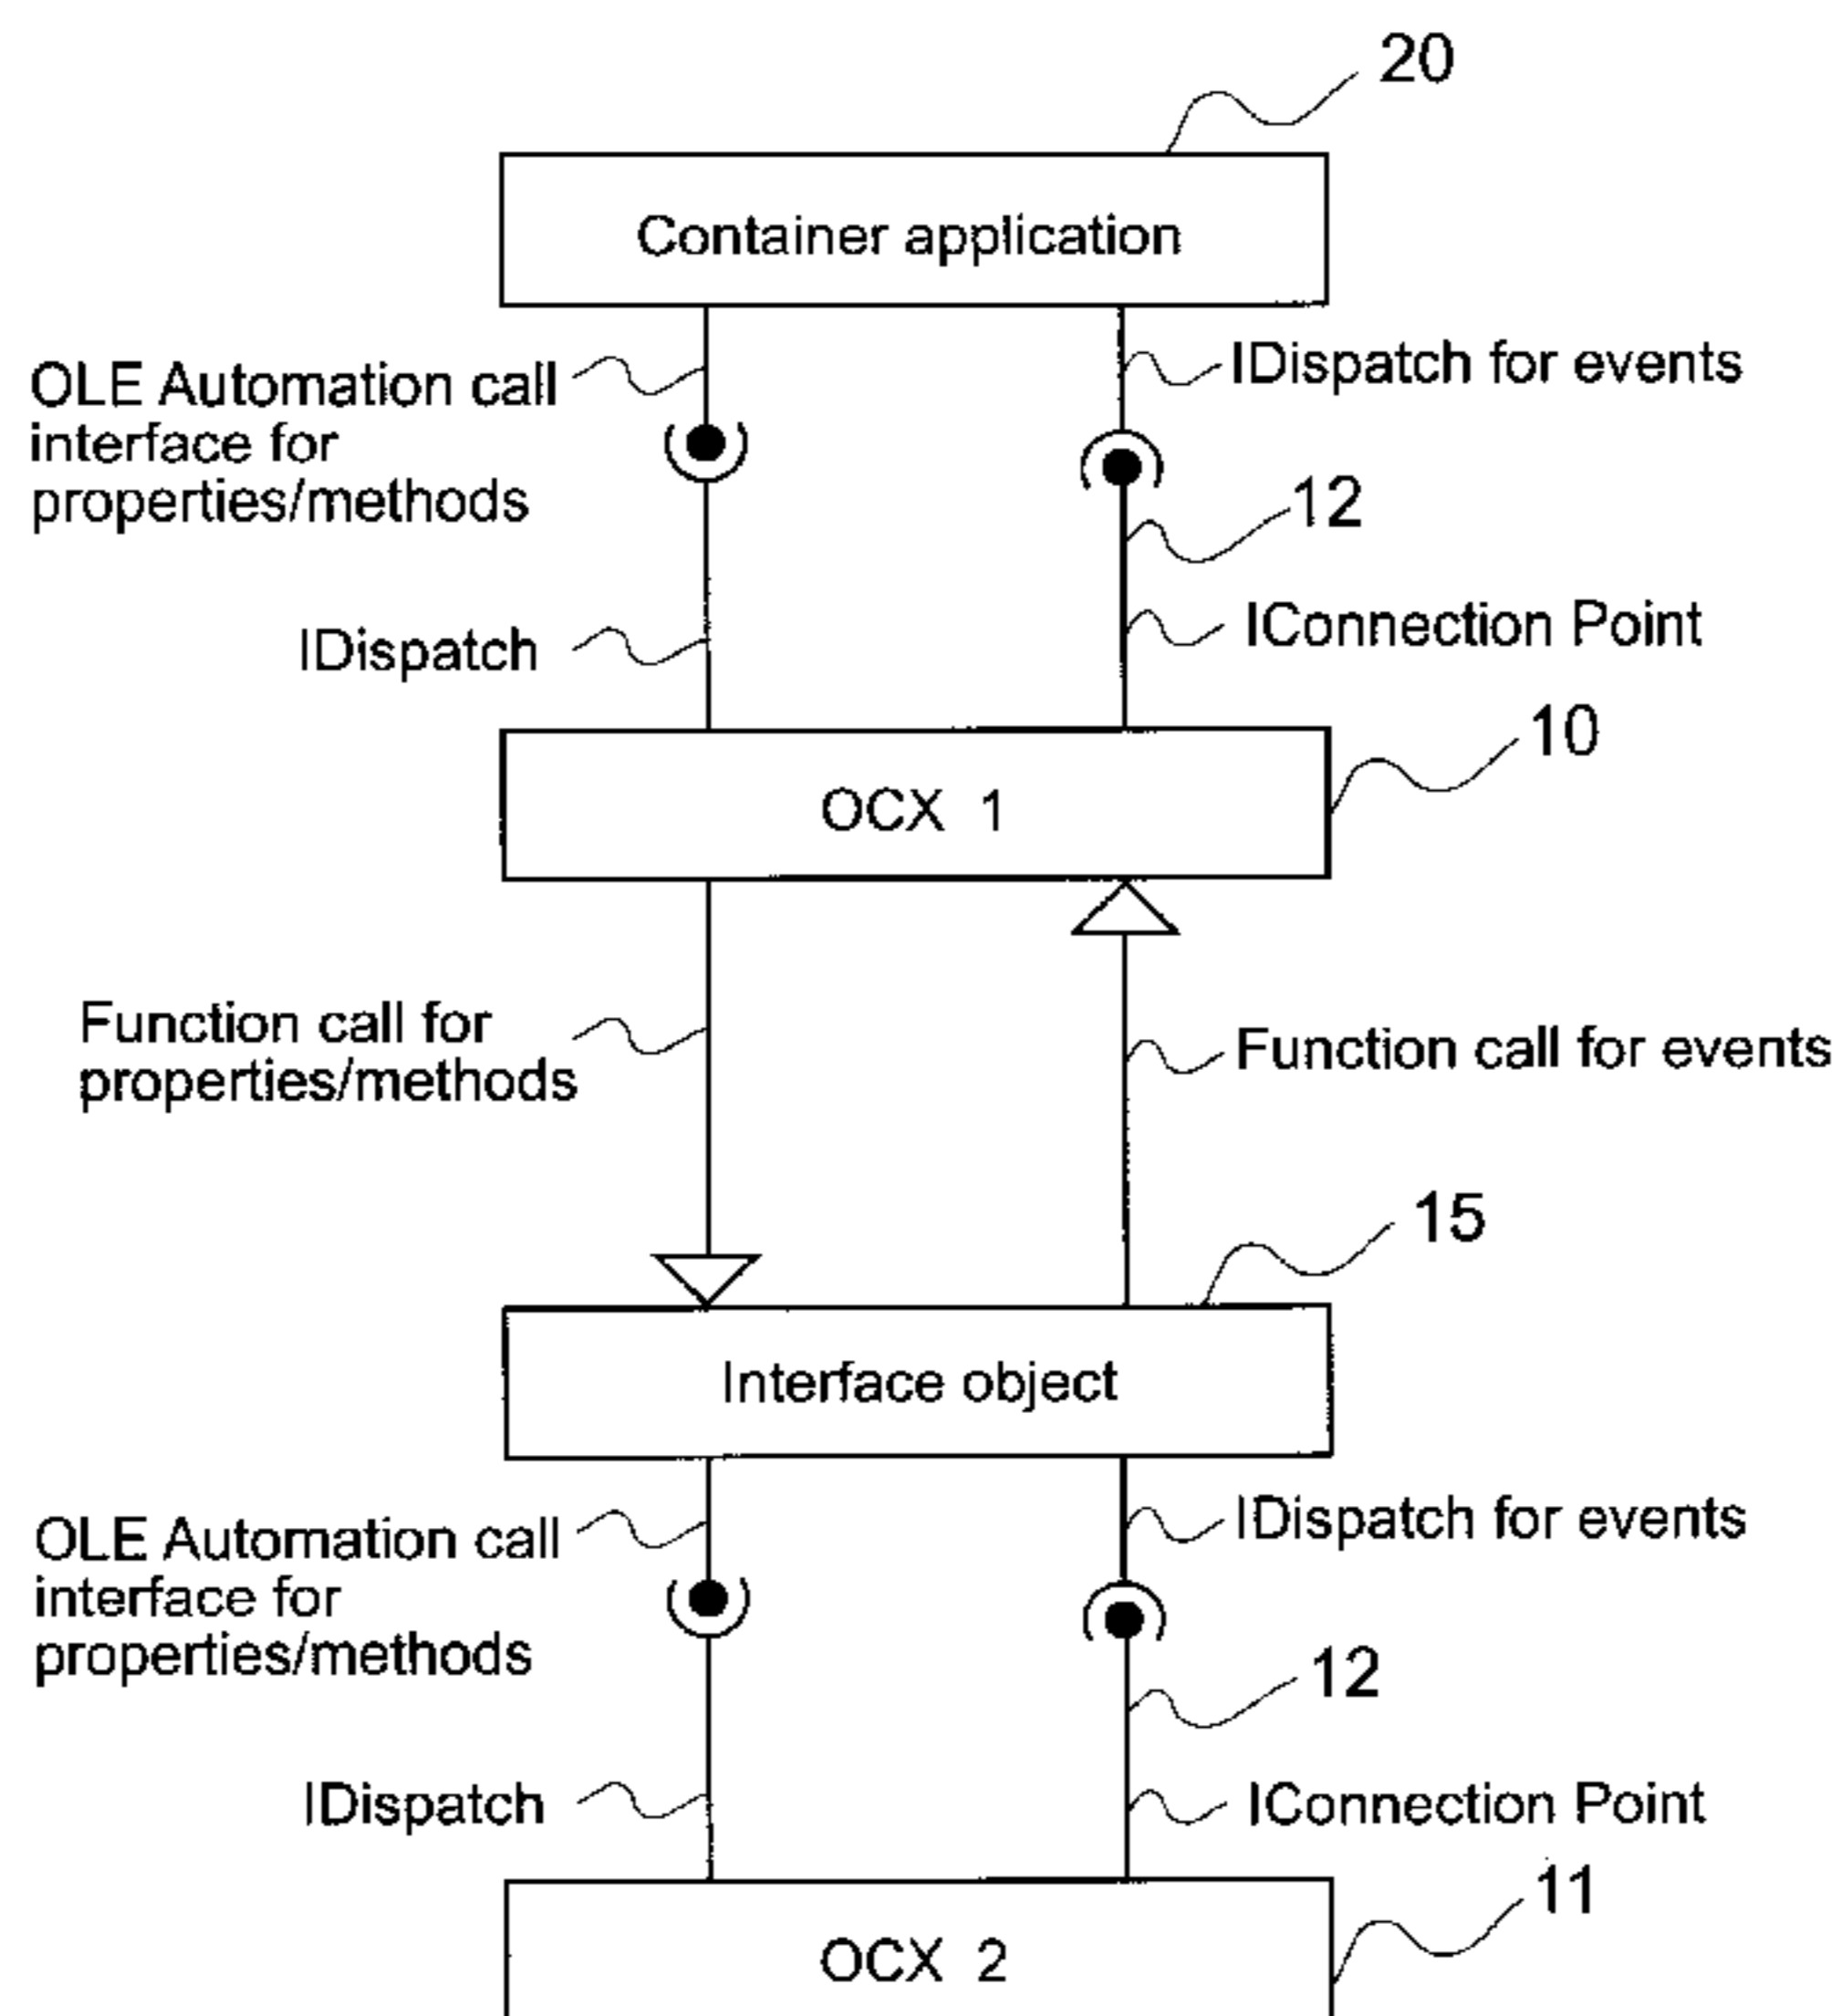 20
Container application
OLE Automation call
interface for
properties/methods
IDispatch for events
12
IDispatch
IConnection Point
10
OCX 1
Function call for
properties/methods
Function call for events
15
Interface object
OLE Automation call
interface for
properties/methods
IDispatch for events
12
IDispatch
IConnection Point
11
OCX 2